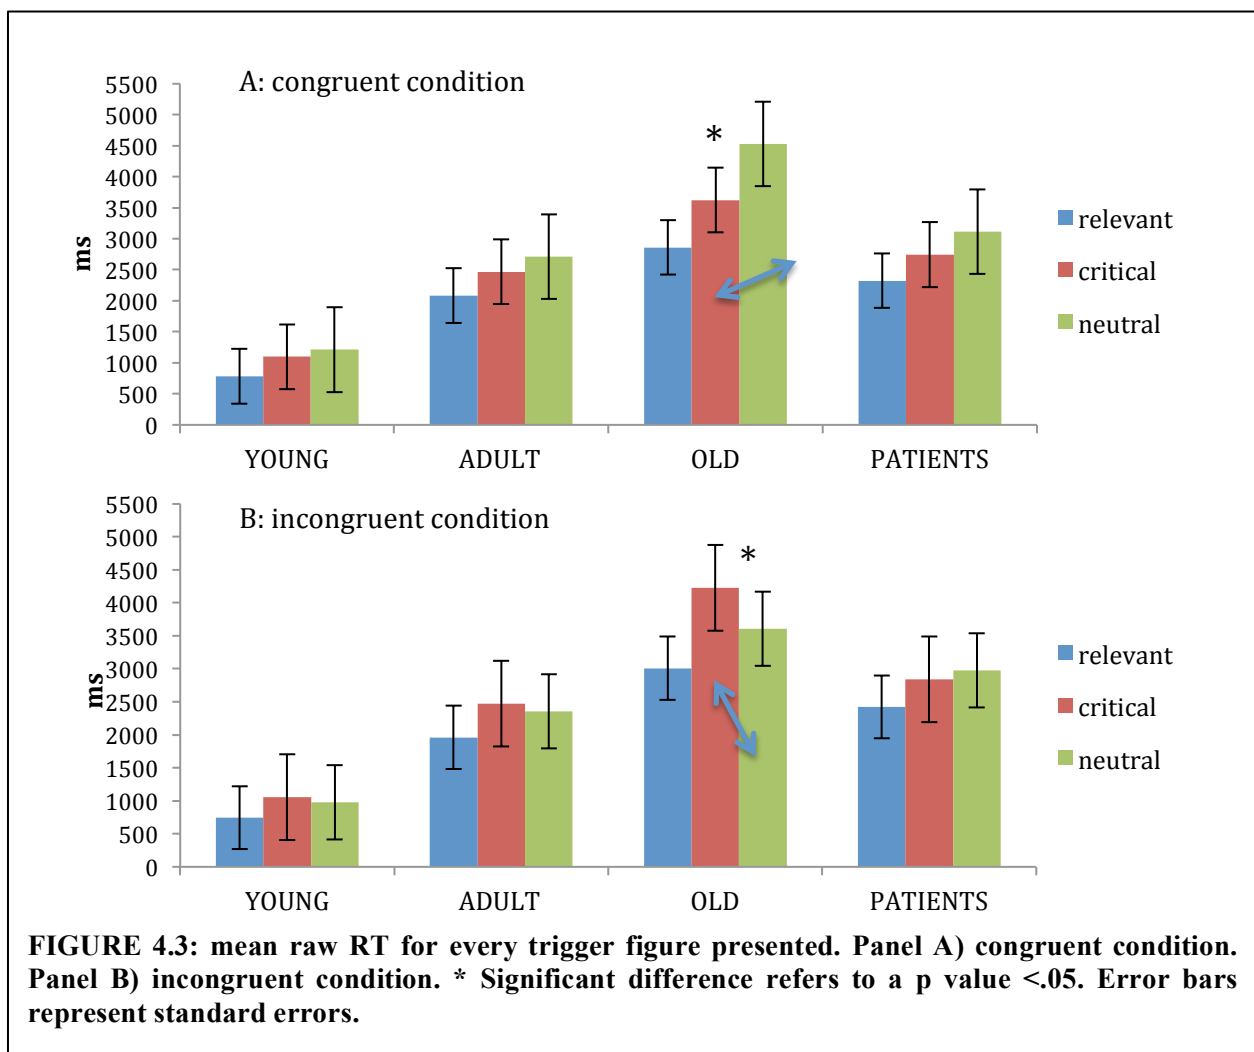 A: congruent condition
5500
5000
4500
4000
3500
3000
2500
2000
1500
1000
500
0
ms
*
relevant
critical
neutral
YOUNG ADULT OLD PATIENTS
B: incongruent condition
5500
5000
4500
4000
3500
3000
2500
2000
1500
1000
500
0
ms
*
relevant
critical
neutral
YOUNG ADULT OLD PATIENTS
FIGURE 4.3: mean raw RT for every trigger figure presented. Panel A) congruent condition.
Panel B) incongruent condition. * Significant difference refers to a p value <.05. Error bars
represent standard errors.